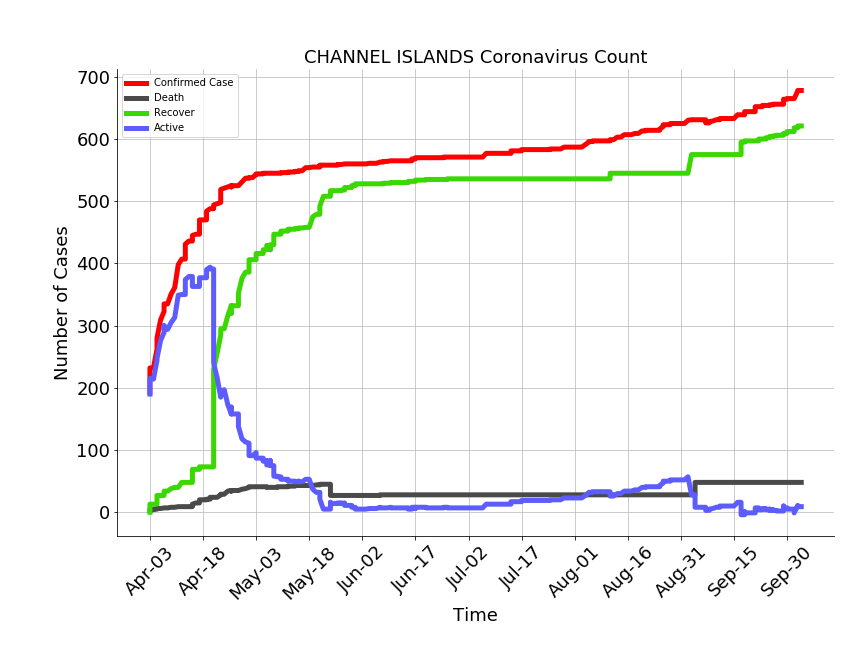 CHANNEL ISLANDS Coronavirus Count
Confirmed Case
Death
Recover
Active
Number of Cases
700
600
500
400
300
200
100
0
Apr-03
Apr-18
May-03
May-18
Jun-02
Jun-17
Jul-02
Jul-17
Aug-01
Aug-16
Aug-31
Sep-15
Sep-30
Time